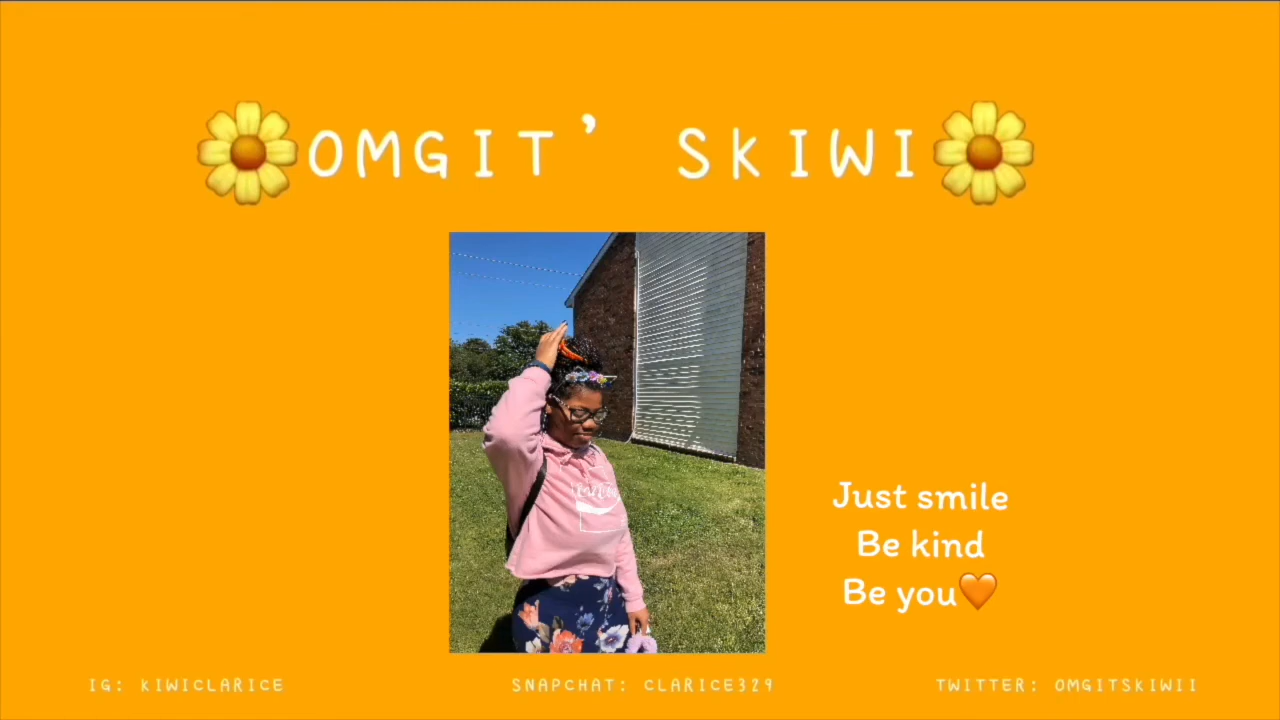 OMGIT' SKIWI
Just smile
Be kind
Be you🧡
IG: KIWICLARICE
SNAPCHAT: CLARICE329
TWITTER: OMGITSKIWII